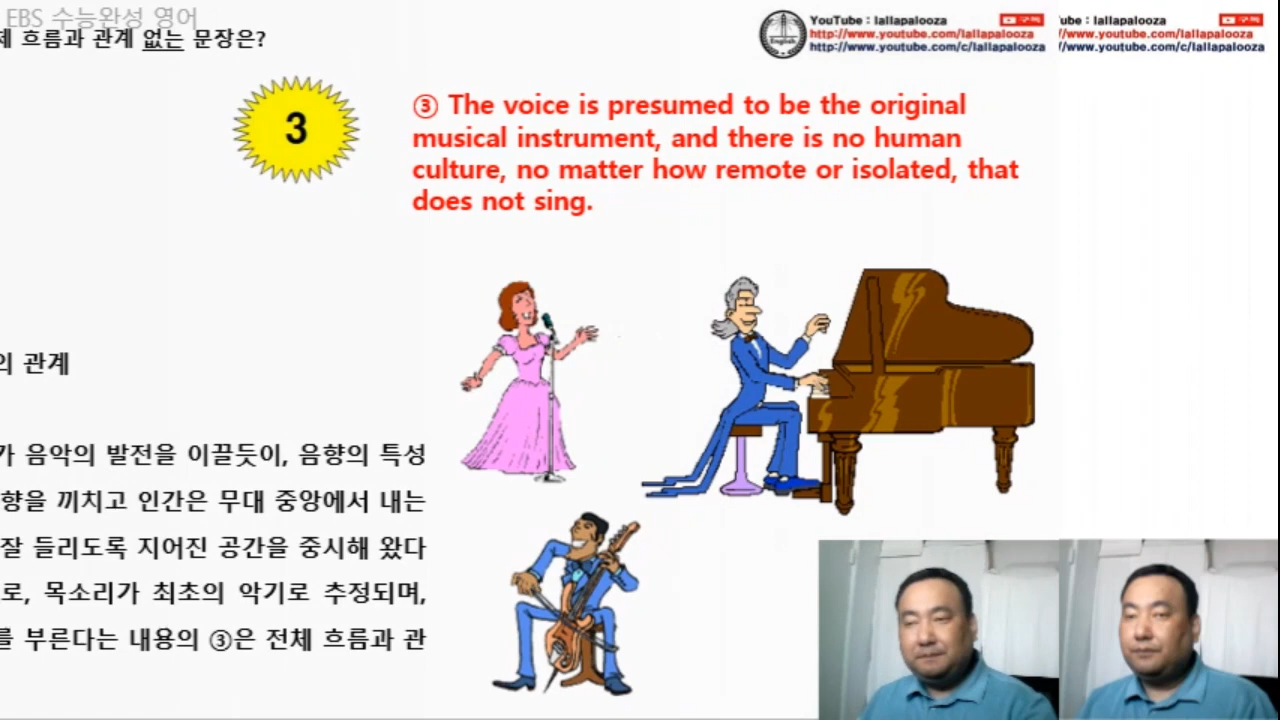 EBS 수능완성 영어
체 흐름과 관계 없는 문장은?
YouTube : lallapalooza
구독
http://www.youtube.com/lallapalooza
http://www.youtube.com/c/lallapalooza
English
ube : lallapalooza
구독
//www.youtube.com/lallapalooza
//www.youtube.com/c/lallapalooza
3
③ The voice is presumed to be the original
musical instrument, and there is no human
culture, no matter how remote or isolated, that
does not sing.
의 관계
가 음악의 발전을 이끌듯이, 음향의 특성
향을 끼치고 인간은 무대 중앙에서 내는
잘 들리도록 지어진 공간을 중시해 왔다
로, 목소리가 최초의 악기로 추정되며,
를 부른다는 내용의 ③은 전체 흐름과 관